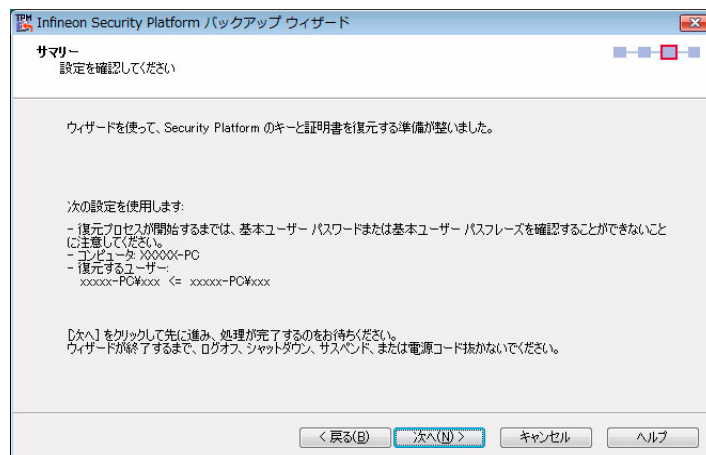 TPM
Infineon Security Platform バックアップ ウィザード
サマリー
設定を確認してください
ウィザードを使って、Security Platform のキーと証明書を復元する準備が整いました。
次の設定を使用します:
- 復元プロセスが開始するまでは、基本ユーザー パスワードまたは基本ユーザー パスフレーズを確認することができないこと
に注意してください。
- コンピュータ: XXXXX-PC
- 復元するユーザー:
xxxxx-PC¥xxx <= xxxxx-PC¥xxx
[次へ] をクリックして先に進み、処理が完了するのをお待ちください。
ウィザードが終了するまで、ログオフ、シャットダウン、サスペンド、または電源コード抜かないでください。
< 戻る(B) 次へ(N) > キャンセル ヘルプ